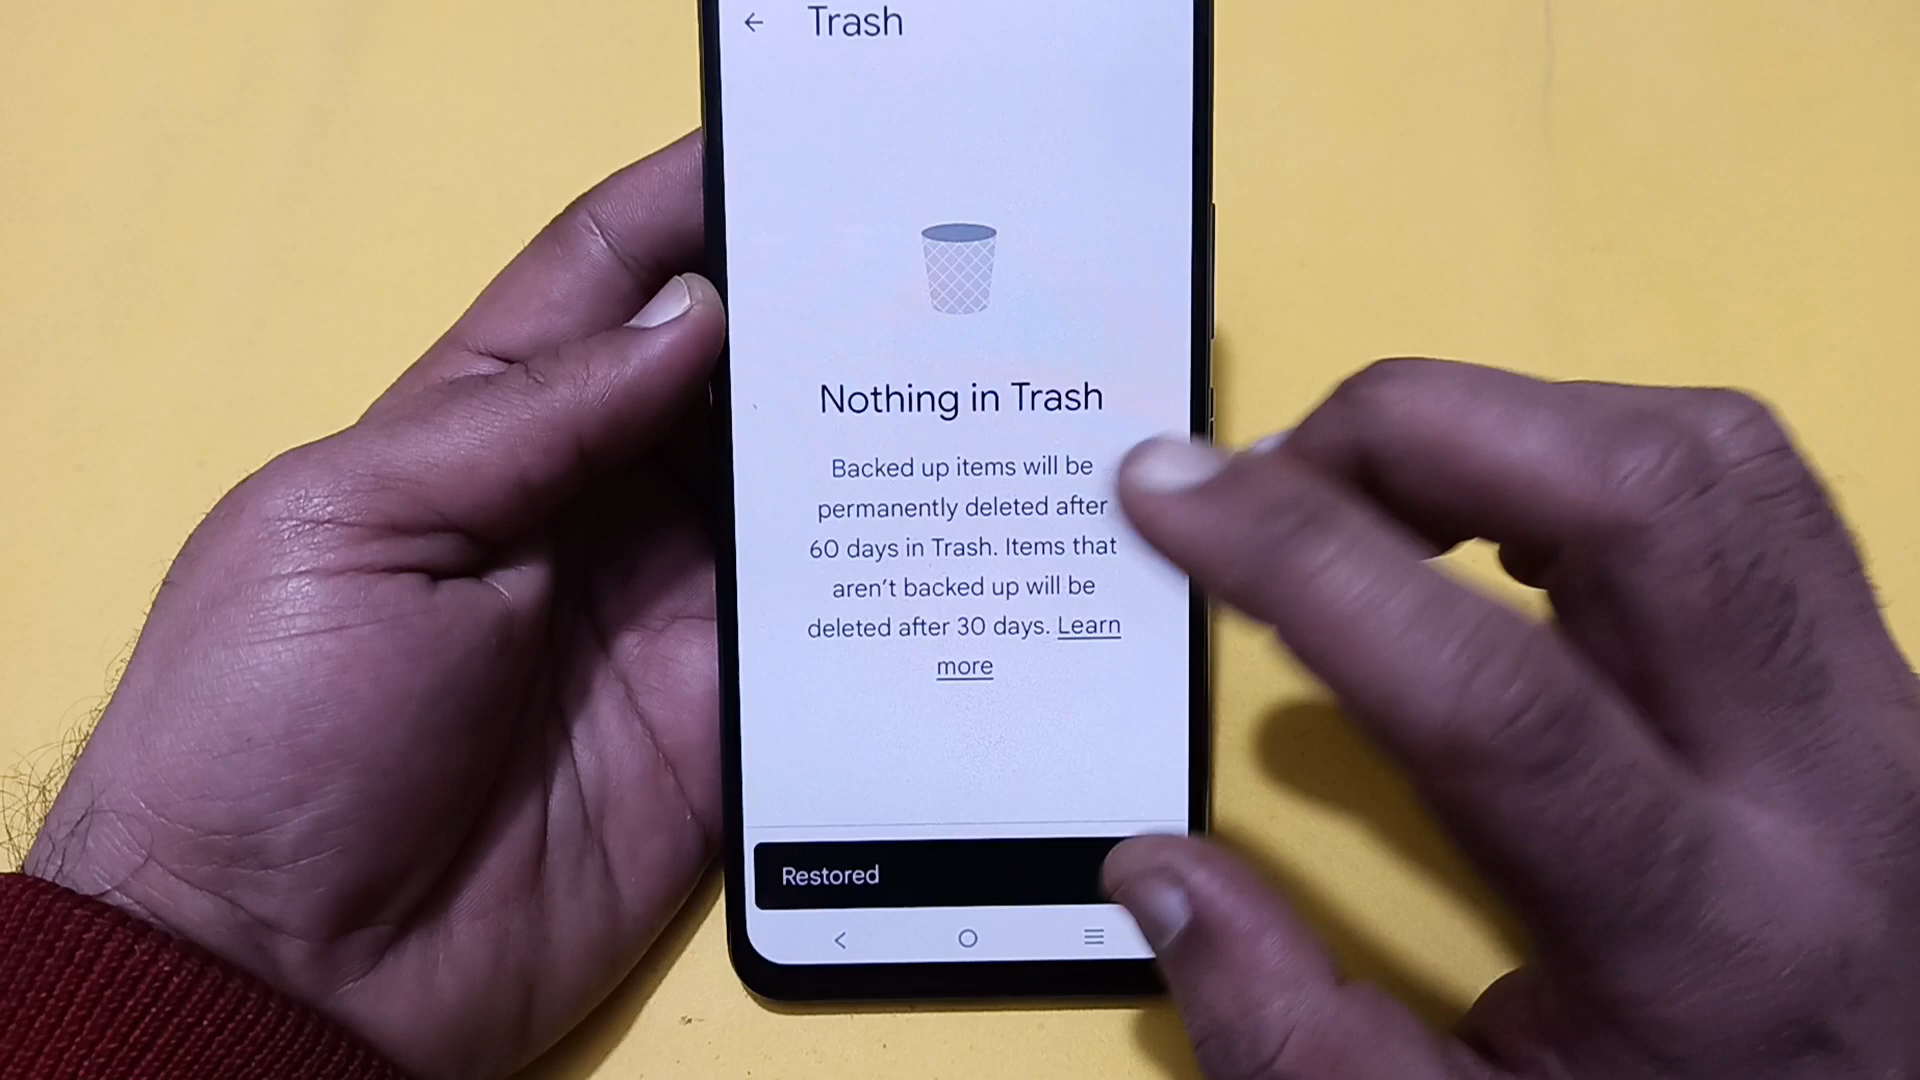 Trash
Nothing in Trash
Backed up items will be
permanently deleted after
60 days in Trash. Items that
aren’t backed up will be
deleted after 30 days. Learn
more
Restored